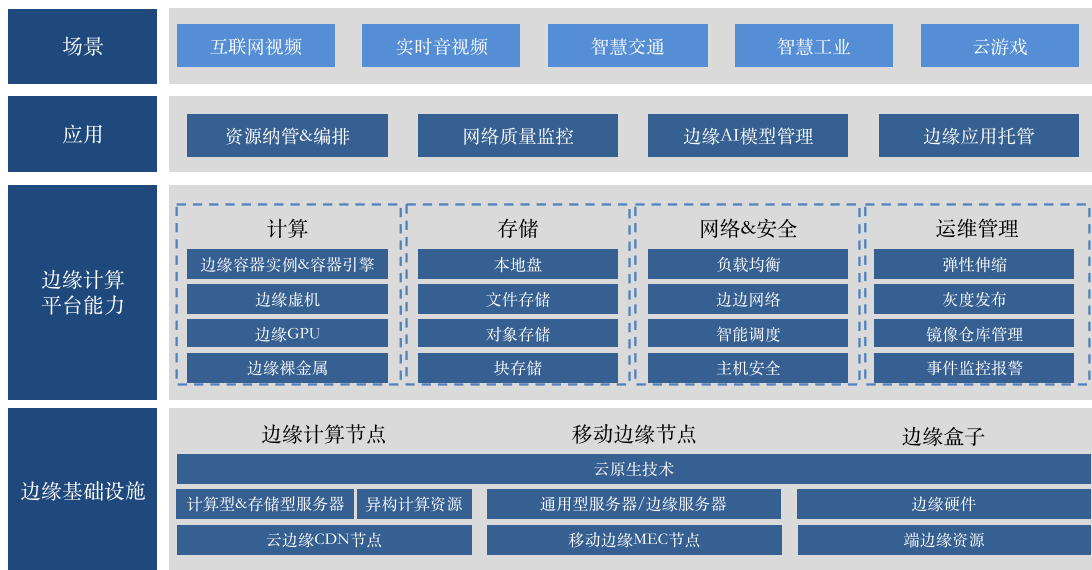 场景
互联网视频
实时音视频
智慧交通
智慧工业
云游戏
应用
资源纳管&编排
网络质量监控
边缘AI模型管理
边缘应用托管
边缘计算
平台能力
计算
边缘容器实例&容器引擎
边缘虚机
边缘GPU
边缘裸金属
存储
本地盘
文件存储
对象存储
块存储
网络&安全
负载均衡
边边网络
智能调度
主机安全
运维管理
弹性伸缩
灰度发布
镜像仓库管理
事件监控报警
边缘基础设施
边缘计算节点
移动边缘节点
边缘盒子
云原生技术
计算型&存储型服务器
异构计算资源
通用型服务器/边缘服务器
边缘硬件
云边缘CDN节点
移动边缘MEC节点
端边缘资源